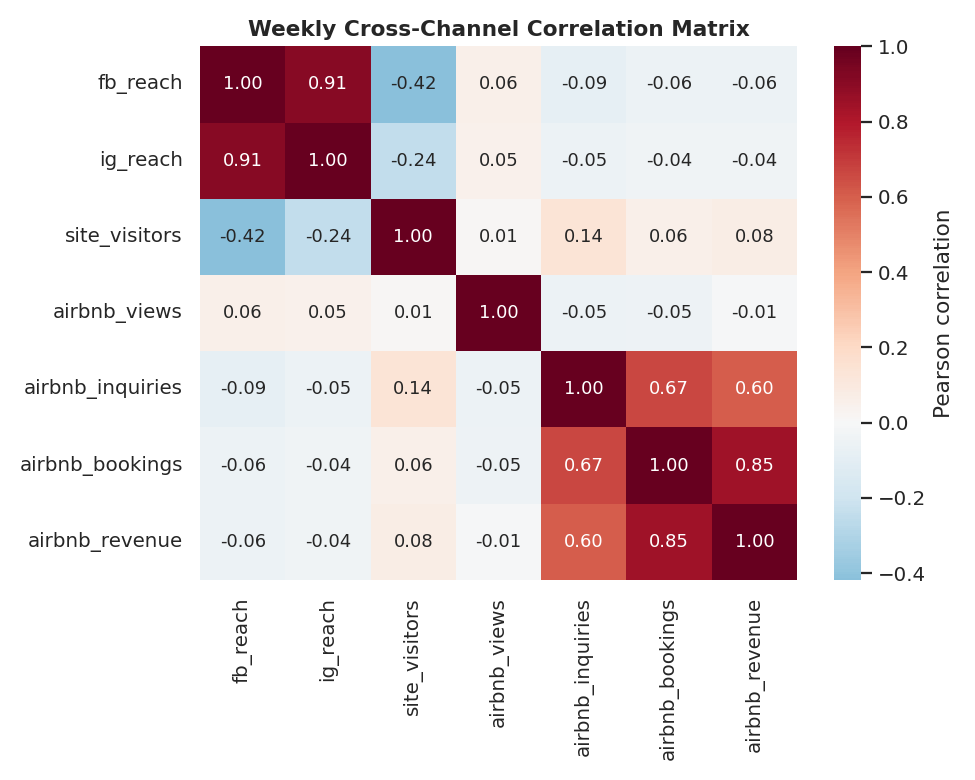 Weekly Cross-Channel Correlation Matrix
fb_reach 1.00 0.91 -0.42 0.06 -0.09 -0.06 -0.06
ig_reach 0.91 1.00 -0.24 0.05 -0.05 -0.04 -0.04
site_visitors -0.42 -0.24 1.00 0.01 0.14 0.06 0.08
airbnb_views 0.06 0.05 0.01 1.00 -0.05 -0.05 -0.01
airbnb_inquiries -0.09 -0.05 0.14 -0.05 1.00 0.67 0.60
airbnb_bookings -0.06 -0.04 0.06 -0.05 0.67 1.00 0.85
airbnb_revenue -0.06 -0.04 0.08 -0.01 0.60 0.85 1.00
fb_reach
ig_reach
site_visitors
airbnb_views
airbnb_inquiries
airbnb_bookings
airbnb_revenue
1.0
0.8
0.6
0.4
0.2
0.0
−0.2
−0.4
Pearson correlation